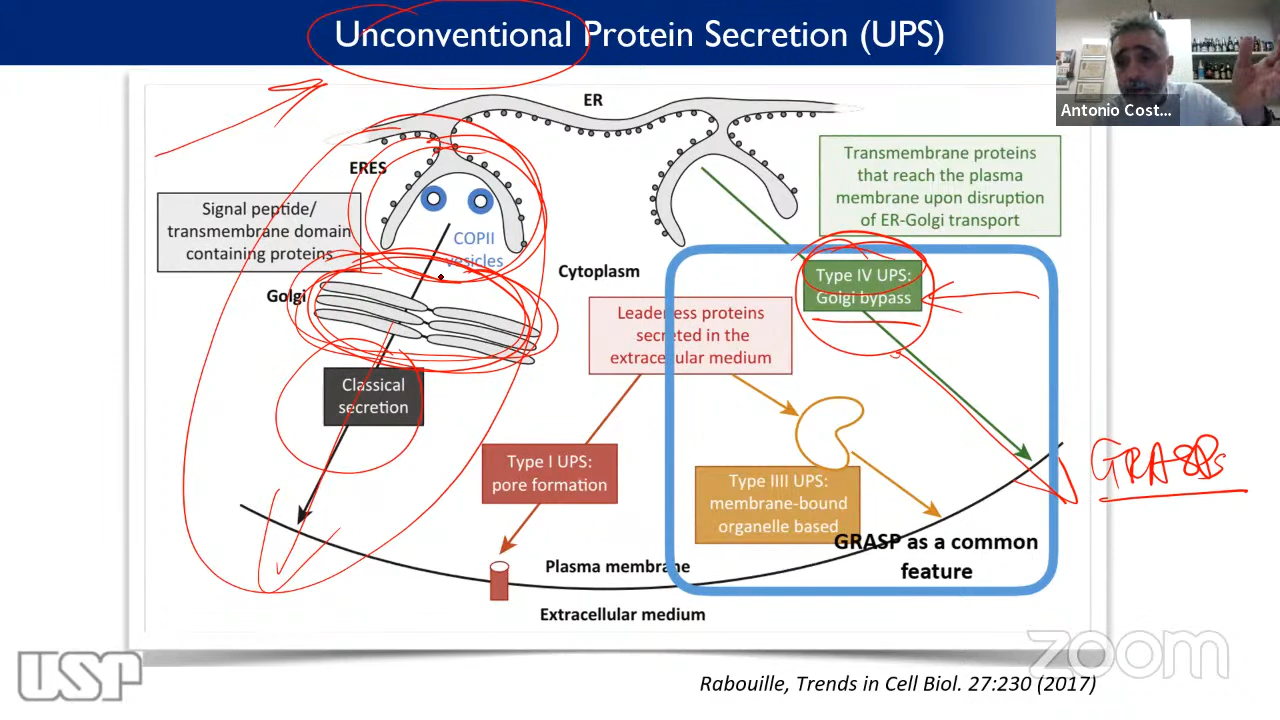 Unconventional Protein Secretion (UPS)
Antonio Cost...
ER
ERES
Transmembrane proteins
that reach the plasma
membrane upon disruption
of ER-Golgi transport
Signal peptide/
transmembrane domain
containing proteins
COPII
vesicles
Cytoplasm
Golgi
Type IV UPS:
Golgi bypass
Leaderless proteins
secreted in the
extracellular medium
Classical
secretion
Type I UPS:
pore formation
Type IIII UPS:
membrane-bound
organelle based
GRASPs
GRASP as a common
feature
Plasma membrane
Extracellular medium
zoom
USP
Rabouille, Trends in Cell Biol. 27:230 (2017)